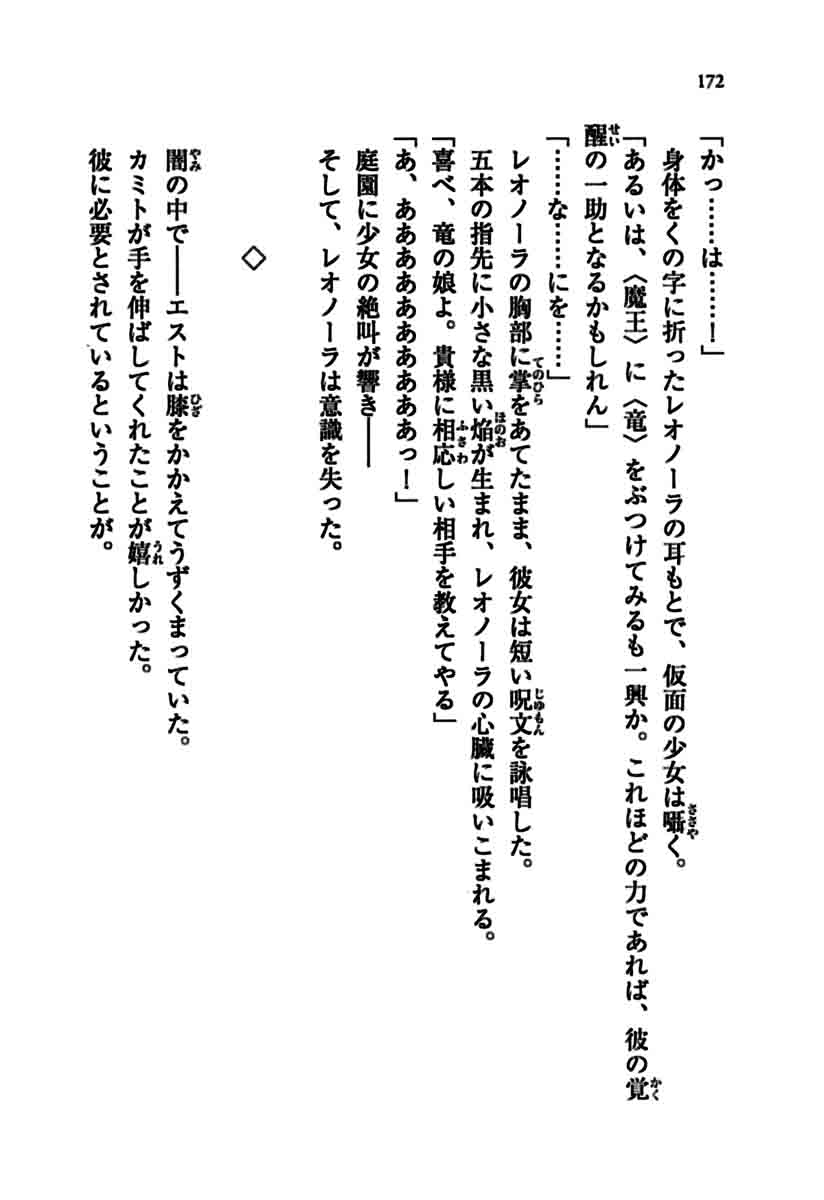 172
「かっ……は……！」
身体をくの字に折ったレオノーラの耳もとで、仮面の少女は囁く。
「あるいは、〈魔王〉に〈竜〉をぶつけてみるも一興か。これほどの力であれば、彼の覚
醒の一助となるかもしれん」
「……な……にを……」
レオノーラの胸部に掌をあてたまま、彼女は短い呪文を詠唱した。
五本の指先に小さな黒い焔が生まれ、レオノーラの心臓に吸いこまれる。
「喜べ、竜の娘よ。貴様に相応しい相手を教えてやる」
「あ、ああああああああああっ！」
庭園に少女の絶叫が響き――
そして、レオノーラは意識を失った。
◇
闇の中で――エストは膝をかかえてうずくまっていた。
カミトが手を伸ばしてくれたことが嬉しかった。
彼に必要とされているということが。